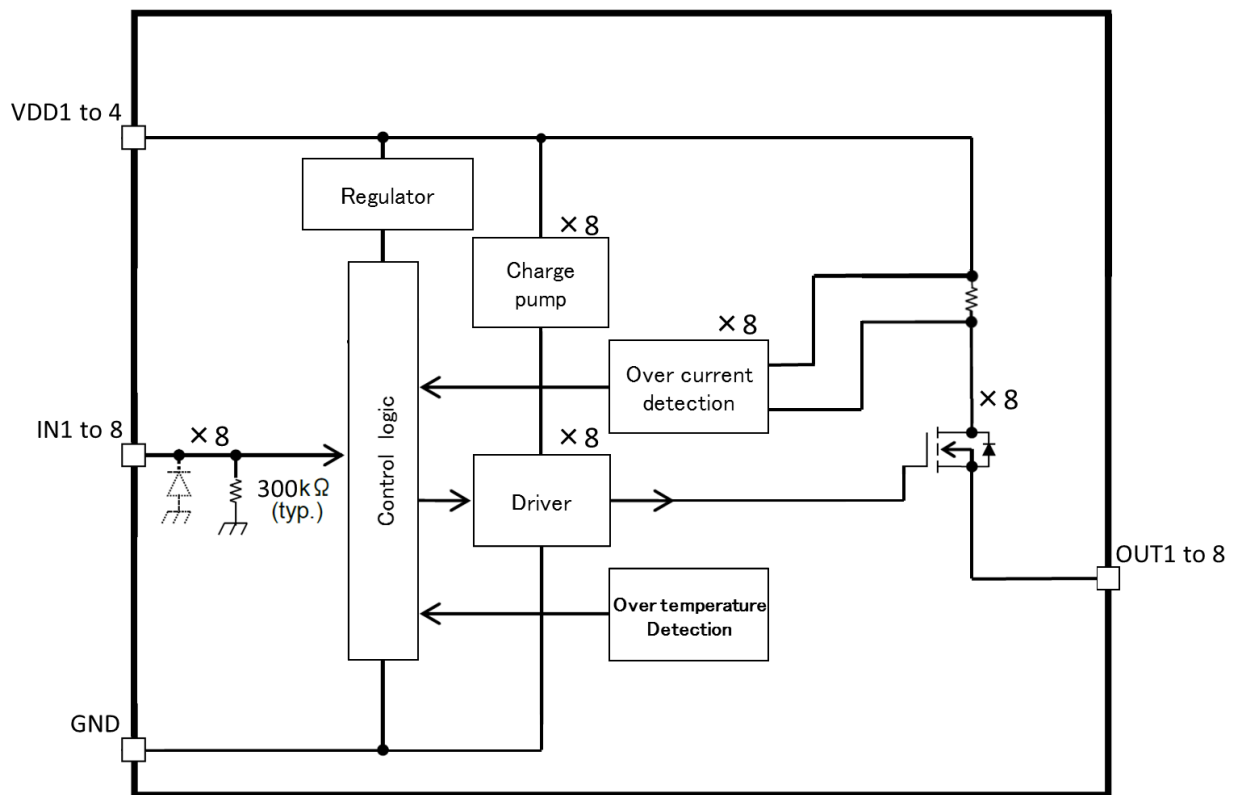 VDD1 to 4
Regulator
×8
Charge
pump
×8
Over current
detection
×8
IN1 to 8
×8
300kΩ
(typ.)
Control logic
×8
Driver
OUT1 to 8
Over temperature
Detection
GND